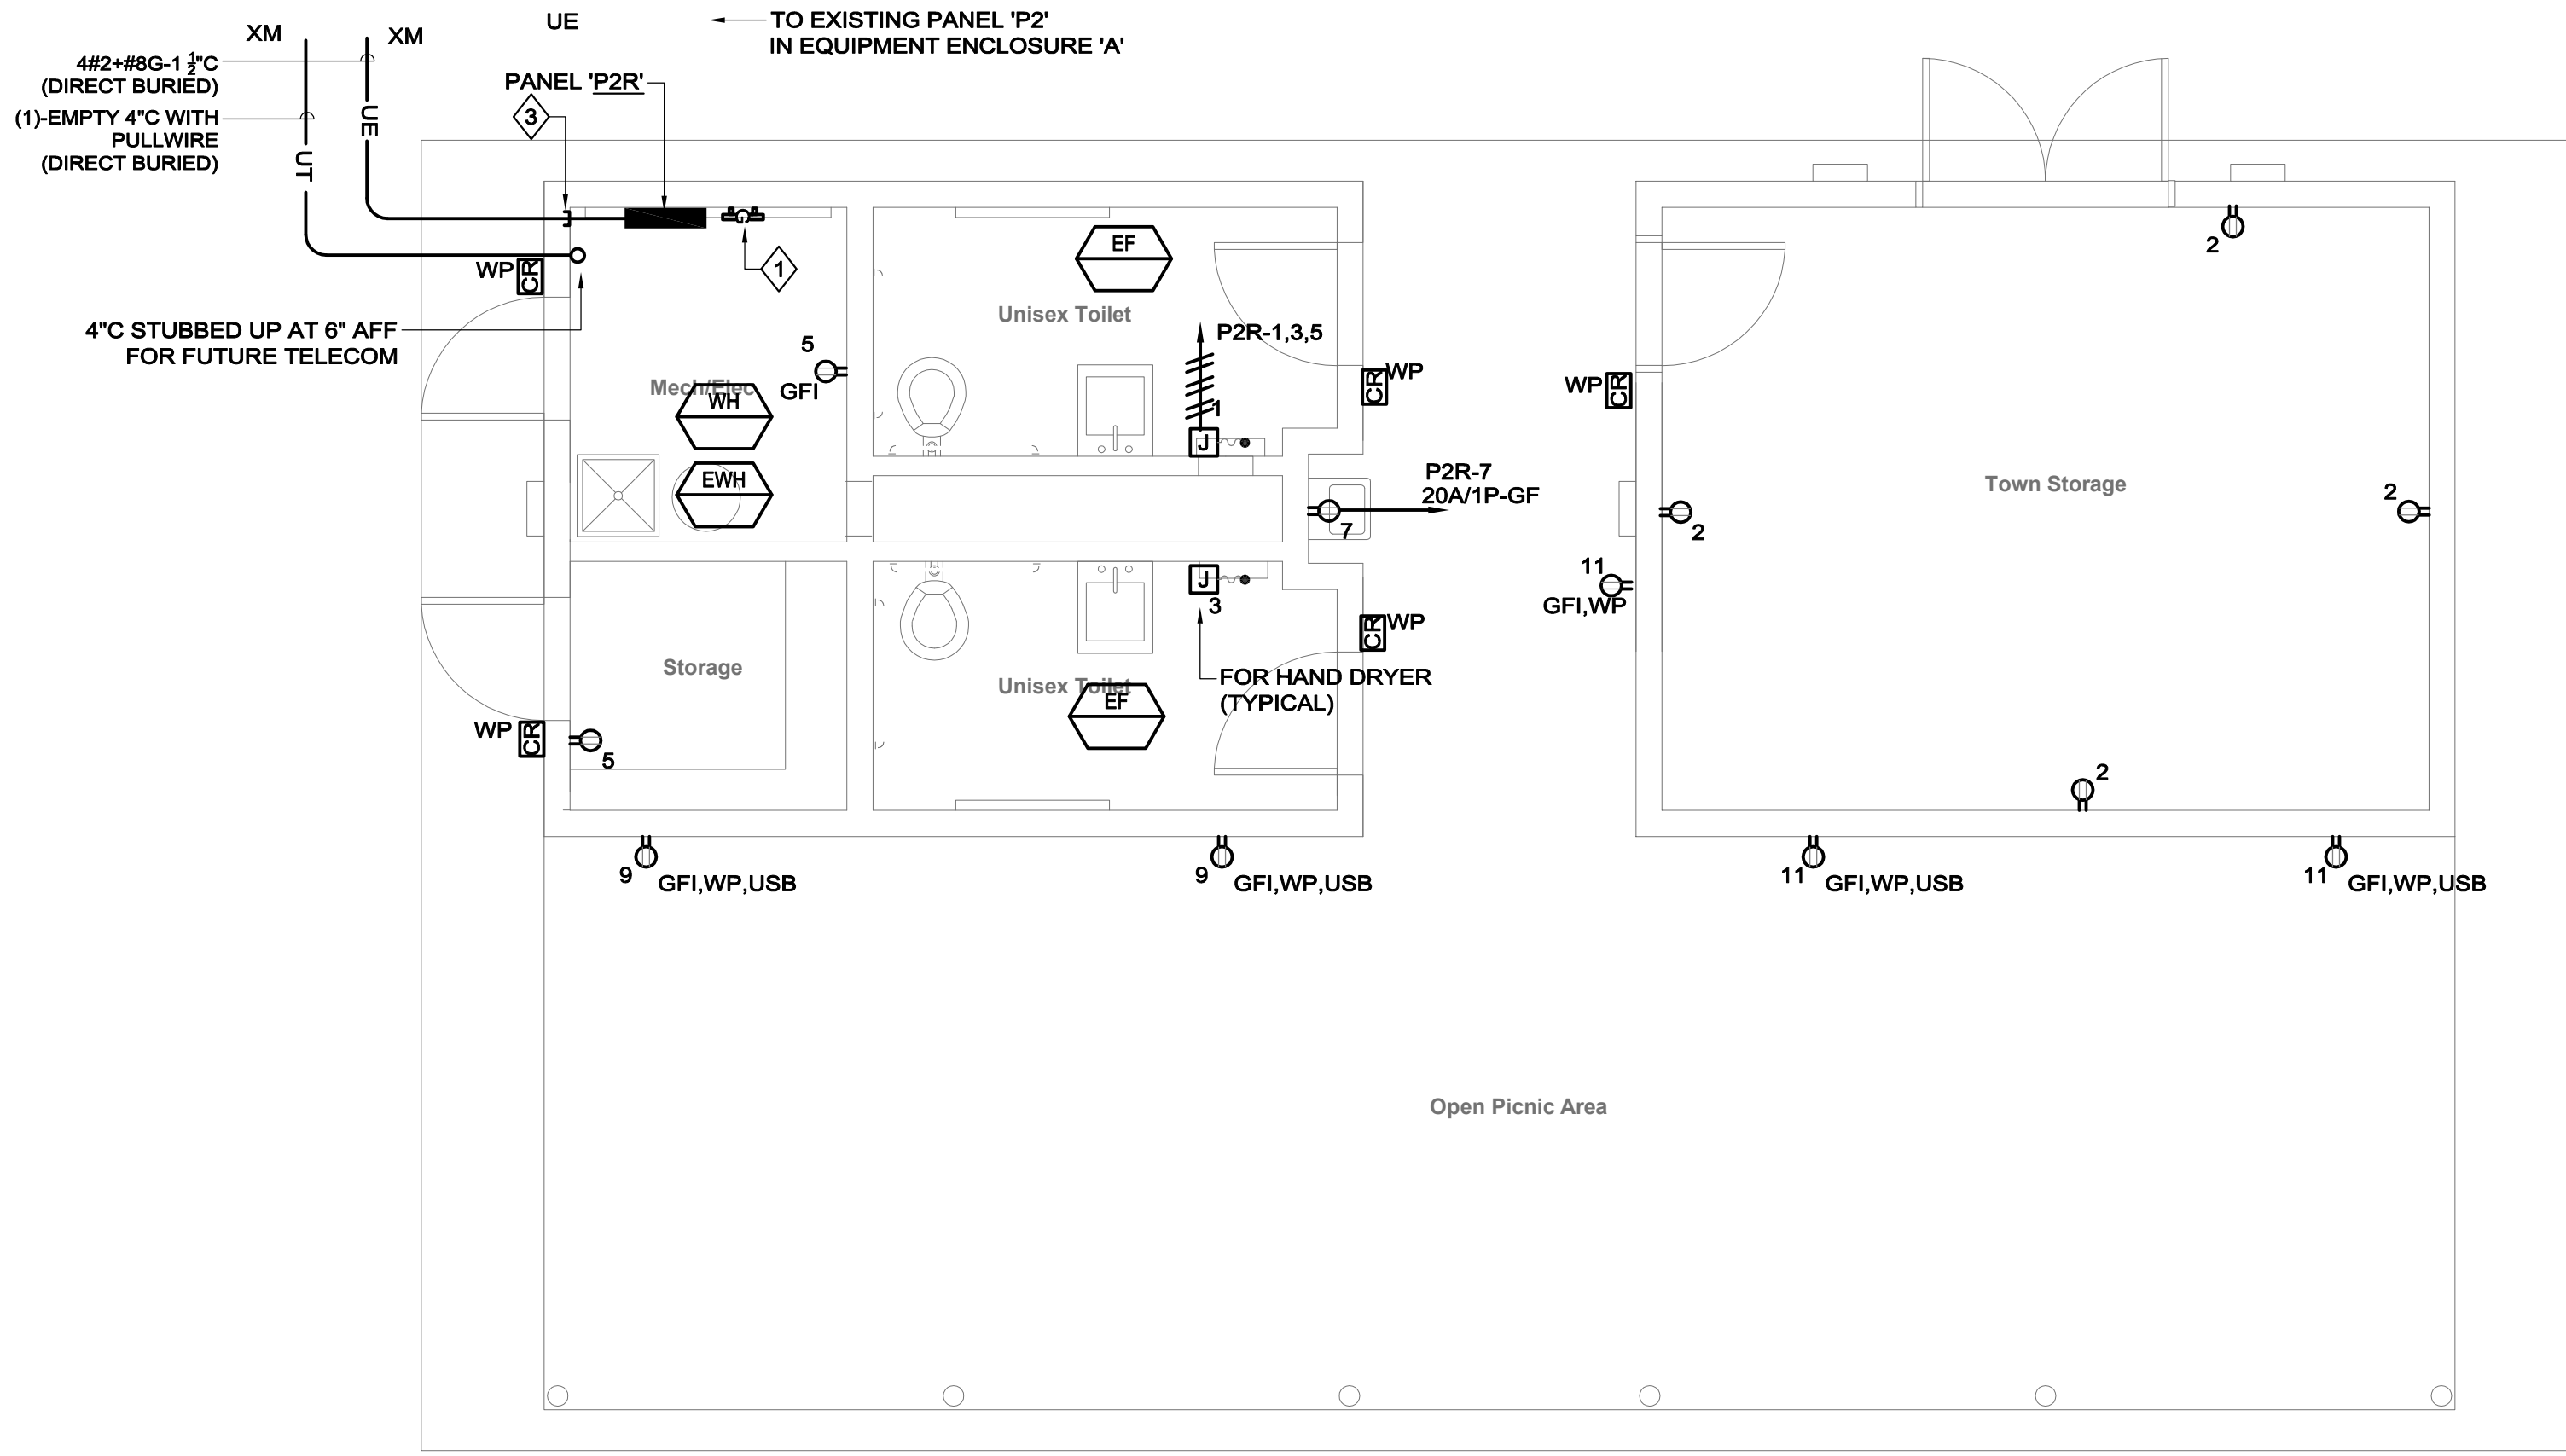 XM
XM
UE
TO EXISTING PANEL 'P2'
IN EQUIPMENT ENCLOSURE 'A'
4#2+#8G-1 1/2"C
(DIRECT BURIED)
(1)-EMPTY 4"C WITH
PULLWIRE
(DIRECT BURIED)
UE
UT
PANEL 'P2R'
3
1
WP
CR
4"C STUBBED UP AT 6" AFF
FOR FUTURE TELECOM
EF
Unisex Toilet
P2R-1,3,5
5
GFI
Mech/Elec
WH
EWH
1
J
CR
WP
WP
CR
2
Town Storage
P2R-7
20A/1P-GF
7
2
2
11
GFI,WP
J
3
CR
WP
Storage
Unisex Toilet
EF
FOR HAND DRYER
(TYPICAL)
WP
CR
5
2
9
GFI,WP,USB
9
GFI,WP,USB
11
GFI,WP,USB
11
GFI,WP,USB
Open Picnic Area